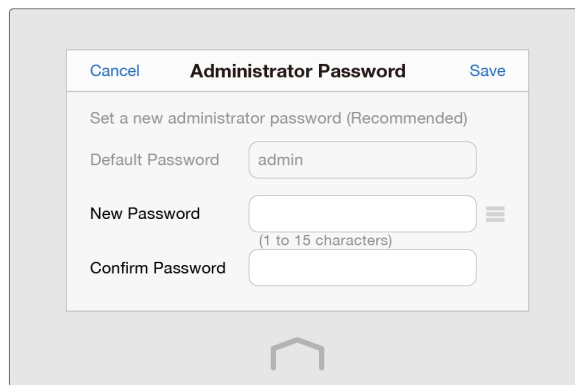 Cancel Administrator Password Save
Set a new administrator password (Recommended)
Default Password admin
New Password
(1 to 15 characters)
Confirm Password